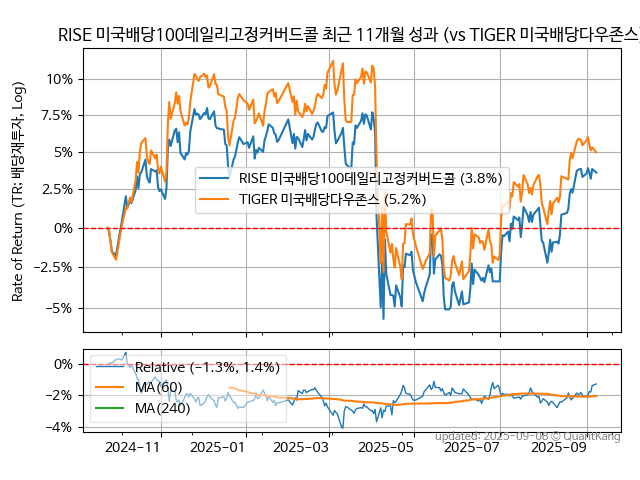 RISE 미국배당100데일리고정커버드콜 최근 11개월 성과 (vs TIGER 미국배당다우존스)
Rate of Return (TR: 배당재투자, Log)
10%
7.5%
5%
2.5%
0%
−2.5%
−5%
RISE 미국배당100데일리고정커버드콜 (3.8%)
TIGER 미국배당다우존스 (5.2%)
0%
−2%
−4%
Relative (−1.3%, 1.4%)
MA(60)
MA(240)
2024−11
2025−01
2025−03
2025−05
2025−07
2025−09
updated: 2025-09-08 © QuantKang